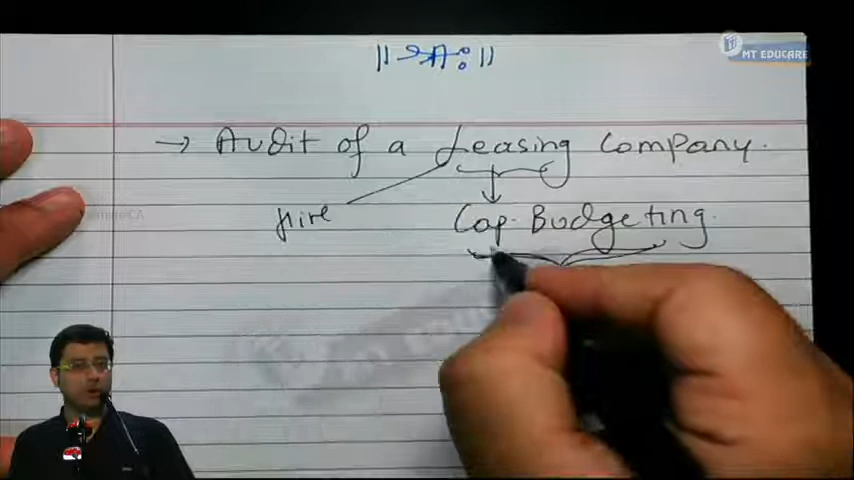 || श्री: ||
MT EDUCARE
→ Audit of a Leasing Company.
Hire
Cap. Budgeting.